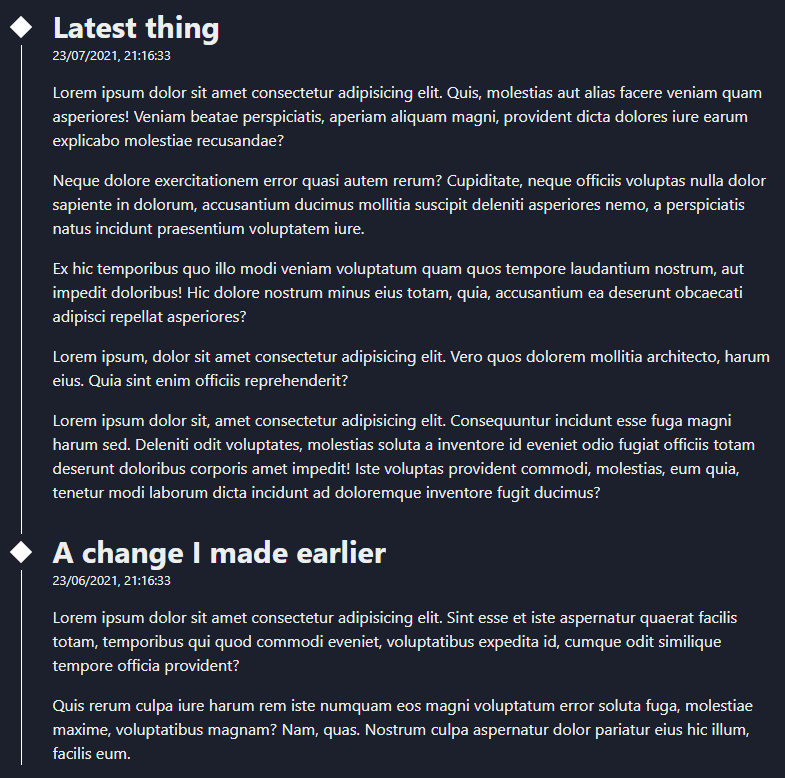 Latest thing
23/07/2021, 21:16:33
Lorem ipsum dolor sit amet consectetur adipisicing elit. Quis, molestias aut alias facere veniam quam
asperiores! Veniam beatae perspiciatis, aperiam aliquam magni, provident dicta dolores iure earum
explicabo molestiae recusandae?
Neque dolore exercitationem error quasi autem rerum? Cupiditate, neque officiis voluptas nulla dolor
sapiente in dolorum, accusantium ducimus mollitia suscipit deleniti asperiores nemo, a perspiciatis
natus incidunt praesentium voluptatem iure.
Ex hic temporibus quo illo modi veniam voluptatum quam quos tempore laudantium nostrum, aut
impedit doloribus! Hic dolore nostrum minus eius totam, quia, accusantium ea deserunt obcaecati
adipisci repellat asperiores?
Lorem ipsum, dolor sit amet consectetur adipisicing elit. Vero quos dolorem mollitia architecto, harum
eius. Quia sint enim officiis reprehenderit?
Lorem ipsum dolor sit, amet consectetur adipisicing elit. Consequuntur incidunt esse fuga magni
harum sed. Deleniti odit voluptates, molestias soluta a inventore id eveniet odio fugiat officiis totam
deserunt doloribus corporis amet impedit! Iste voluptas provident commodi, molestias, eum quia,
tenetur modi laborum dicta incidunt ad doloremque inventore fugit ducimus?
A change I made earlier
23/06/2021, 21:16:33
Lorem ipsum dolor sit amet consectetur adipisicing elit. Sint esse et iste aspernatur quaerat facilis
totam, temporibus qui quod commodi eveniet, voluptatibus expedita id, cumque odit similique
tempore officia provident?
Quis rerum culpa iure harum rem iste numquam eos magni voluptatum error soluta fuga, molestiae
maxime, voluptatibus magnam? Nam, quas. Nostrum culpa aspernatur dolor pariatur eius hic illum,
facilis eum.